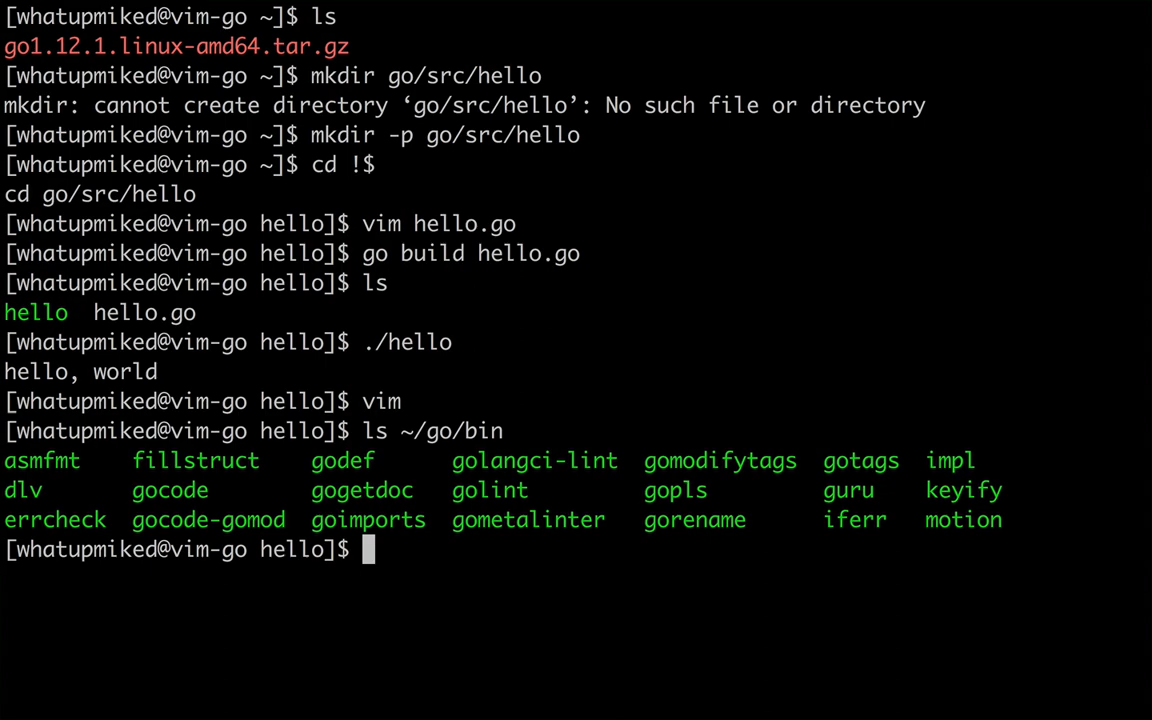 [whatupmiked@vim-go ~]$ ls
go1.12.1.linux-amd64.tar.gz
[whatupmiked@vim-go ~]$ mkdir go/src/hello
mkdir: cannot create directory ‘go/src/hello’: No such file or directory
[whatupmiked@vim-go ~]$ mkdir -p go/src/hello
[whatupmiked@vim-go ~]$ cd !$
cd go/src/hello
[whatupmiked@vim-go hello]$ vim hello.go
[whatupmiked@vim-go hello]$ go build hello.go
[whatupmiked@vim-go hello]$ ls
hello  hello.go
[whatupmiked@vim-go hello]$ ./hello
hello, world
[whatupmiked@vim-go hello]$ vim
[whatupmiked@vim-go hello]$ ls ~/go/bin
asmfmt    fillstruct    godef      golangci-lint  gomodifytags  gotags  impl
dlv       gocode        gogetdoc   golint         gopls         guru    keyify
errcheck  gocode-gomod  goimports  gometalinter   gorename      iferr   motion
[whatupmiked@vim-go hello]$